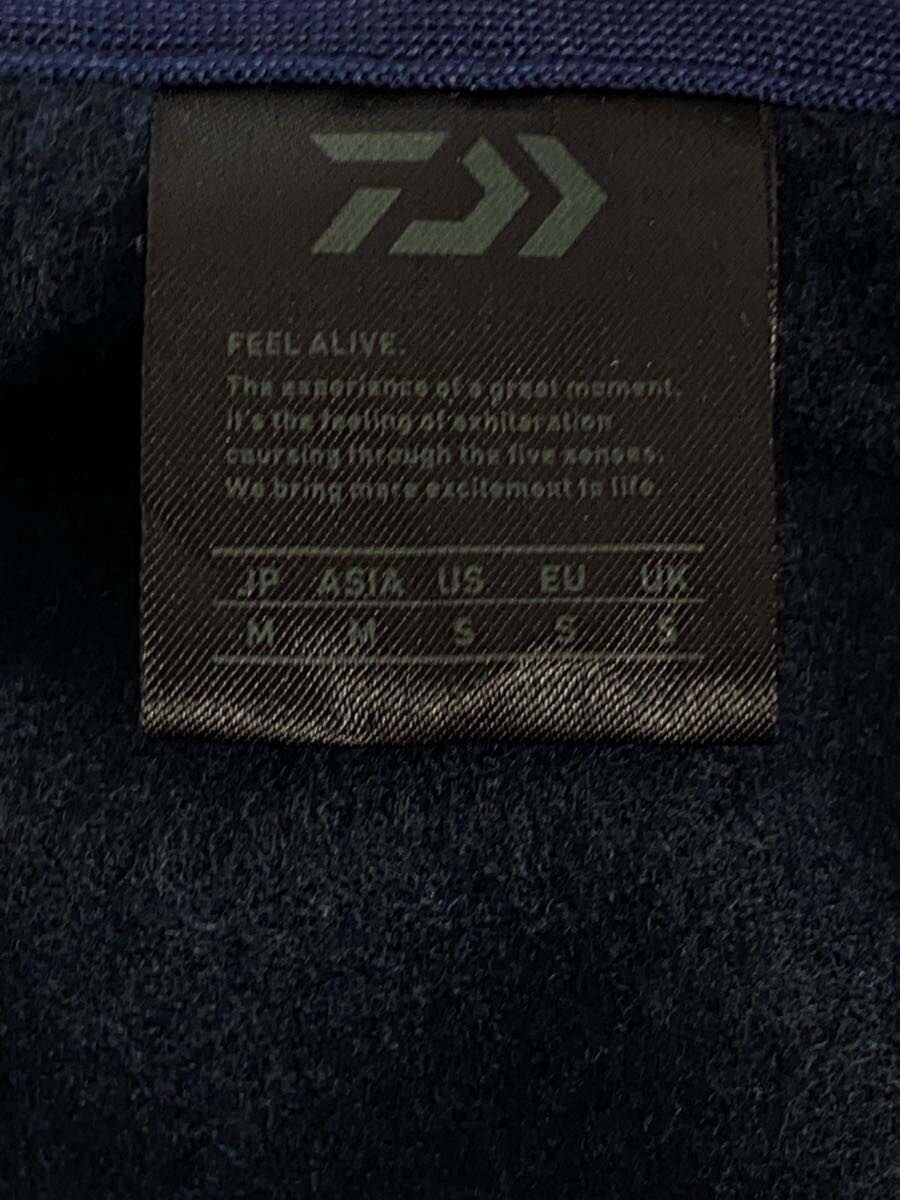 FEEL ALIVE.
The experience of a great moment.
It's the feeling of exhilaration
coursing through the five senses.
We bring more excitement to life.
JP ASIA US EU UK
M M S S S